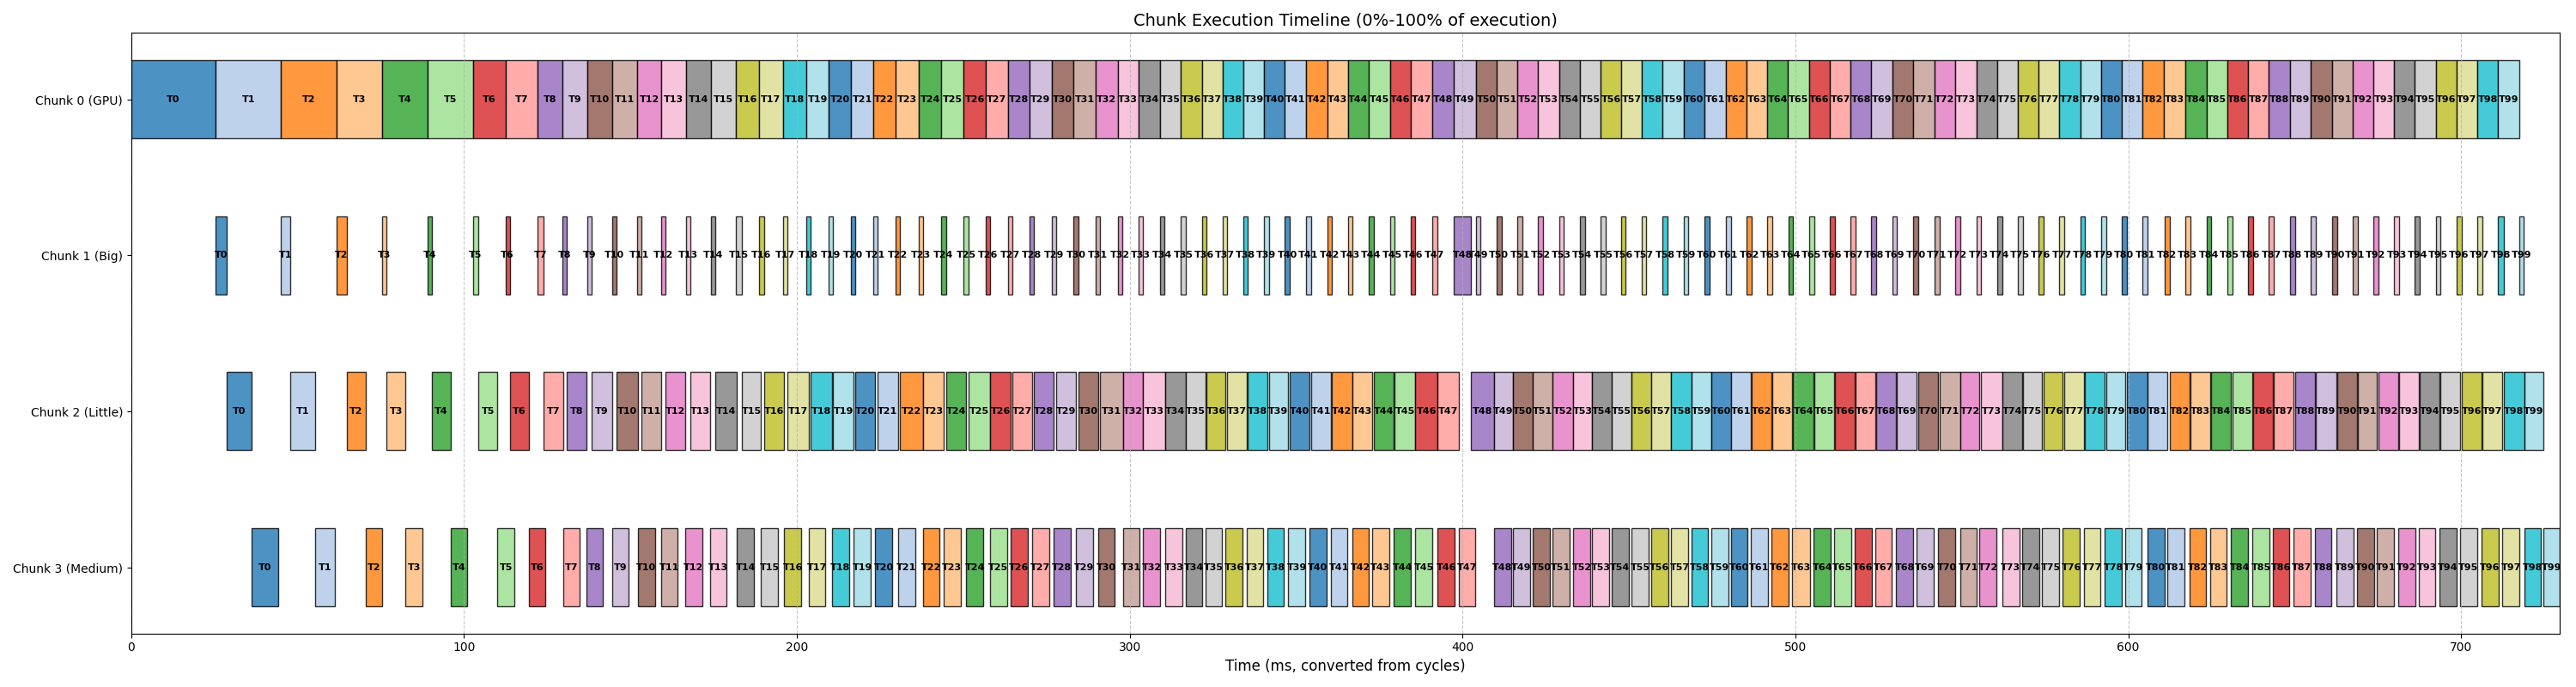 Chunk Execution Timeline (0%-100% of execution)
Chunk 0 (GPU) T0 T1 T2 T3 T4 T5 T6 T7 T8 T9 T10 T11 T12 T13 T14 T15 T16 T17 T18 T19 T20 T21 T22 T23 T24 T25 T26 T27 T28 T29 T30 T31 T32 T33 T34 T35 T36 T37 T38 T39 T40 T41 T42 T43 T44 T45 T46 T47 T48 T49 T50 T51 T52 T53 T54 T55 T56 T57 T58 T59 T60 T61 T62 T63 T64 T65 T66 T67 T68 T69 T70 T71 T72 T73 T74 T75 T76 T77 T78 T79 T80 T81 T82 T83 T84 T85 T86 T87 T88 T89 T90 T91 T92 T93 T94 T95 T96 T97 T98 T99
Chunk 1 (Big) T0 T1 T2 T3 T4 T5 T6 T7 T8 T9 T10 T11 T12 T13 T14 T15 T16 T17 T18 T19 T20 T21 T22 T23 T24 T25 T26 T27 T28 T29 T30 T31 T32 T33 T34 T35 T36 T37 T38 T39 T40 T41 T42 T43 T44 T45 T46 T47 T48 T49 T50 T51 T52 T53 T54 T55 T56 T57 T58 T59 T60 T61 T62 T63 T64 T65 T66 T67 T68 T69 T70 T71 T72 T73 T74 T75 T76 T77 T78 T79 T80 T81 T82 T83 T84 T85 T86 T87 T88 T89 T90 T91 T92 T93 T94 T95 T96 T97 T98 T99
Chunk 2 (Little) T0 T1 T2 T3 T4 T5 T6 T7 T8 T9 T10 T11 T12 T13 T14 T15 T16 T17 T18 T19 T20 T21 T22 T23 T24 T25 T26 T27 T28 T29 T30 T31 T32 T33 T34 T35 T36 T37 T38 T39 T40 T41 T42 T43 T44 T45 T46 T47 T48 T49 T50 T51 T52 T53 T54 T55 T56 T57 T58 T59 T60 T61 T62 T63 T64 T65 T66 T67 T68 T69 T70 T71 T72 T73 T74 T75 T76 T77 T78 T79 T80 T81 T82 T83 T84 T85 T86 T87 T88 T89 T90 T91 T92 T93 T94 T95 T96 T97 T98 T99
Chunk 3 (Medium) T0 T1 T2 T3 T4 T5 T6 T7 T8 T9 T10 T11 T12 T13 T14 T15 T16 T17 T18 T19 T20 T21 T22 T23 T24 T25 T26 T27 T28 T29 T30 T31 T32 T33 T34 T35 T36 T37 T38 T39 T40 T41 T42 T43 T44 T45 T46 T47 T48 T49 T50 T51 T52 T53 T54 T55 T56 T57 T58 T59 T60 T61 T62 T63 T64 T65 T66 T67 T68 T69 T70 T71 T72 T73 T74 T75 T76 T77 T78 T79 T80 T81 T82 T83 T84 T85 T86 T87 T88 T89 T90 T91 T92 T93 T94 T95 T96 T97 T98 T99
0 100 200 300 400 500 600 700
Time (ms, converted from cycles)